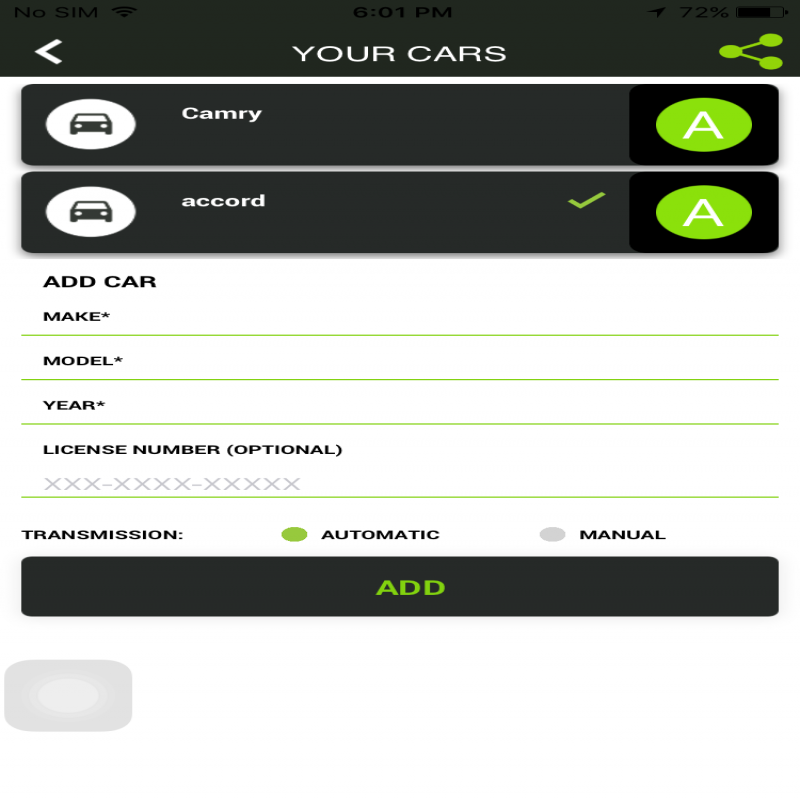 No SIM 6:01 PM 72%
YOUR CARS
Camry A
accord A
ADD CAR
MAKE*
MODEL*
YEAR*
LICENSE NUMBER (OPTIONAL)
XXX-XXXX-XXXXX
TRANSMISSION: AUTOMATIC MANUAL
ADD